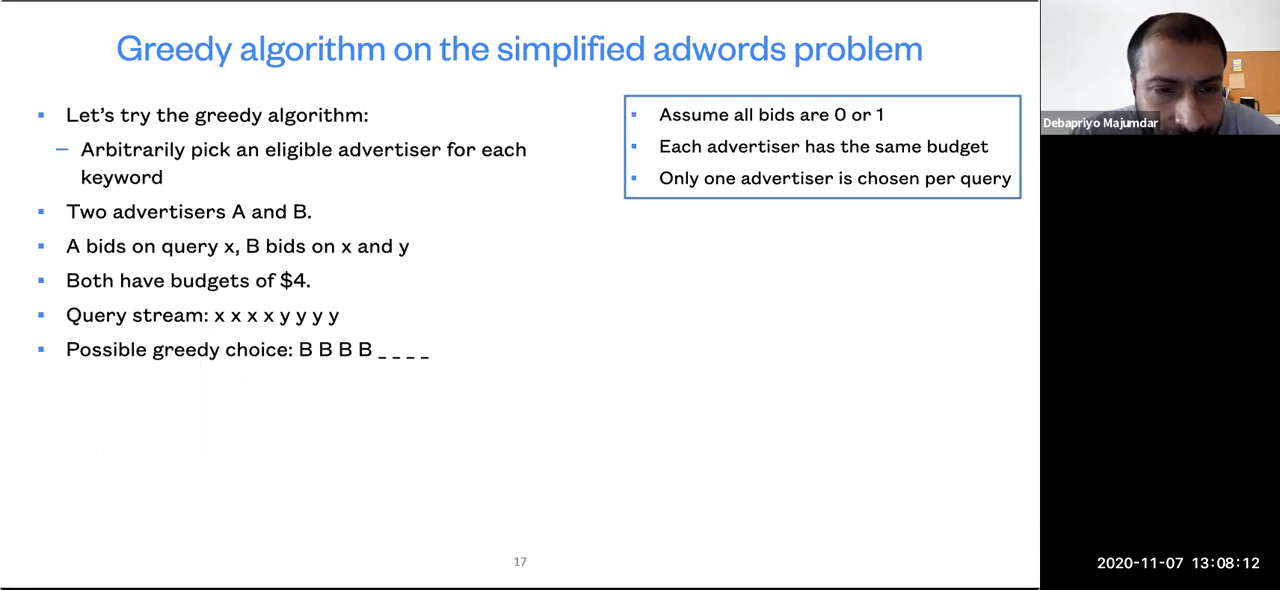 Greedy algorithm on the simplified adwords problem
▪ Let's try the greedy algorithm:
– Arbitrarily pick an eligible advertiser for each
keyword
▪ Two advertisers A and B.
▪ A bids on query x, B bids on x and y
▪ Both have budgets of $4.
▪ Query stream: x x x x y y y y
▪ Possible greedy choice: B B B B _ _ _ _
▪ Assume all bids are 0 or 1
▪ Each advertiser has the same budget
▪ Only one advertiser is chosen per query
17
Debapriyo Majumdar
2020-11-07 13:08:12